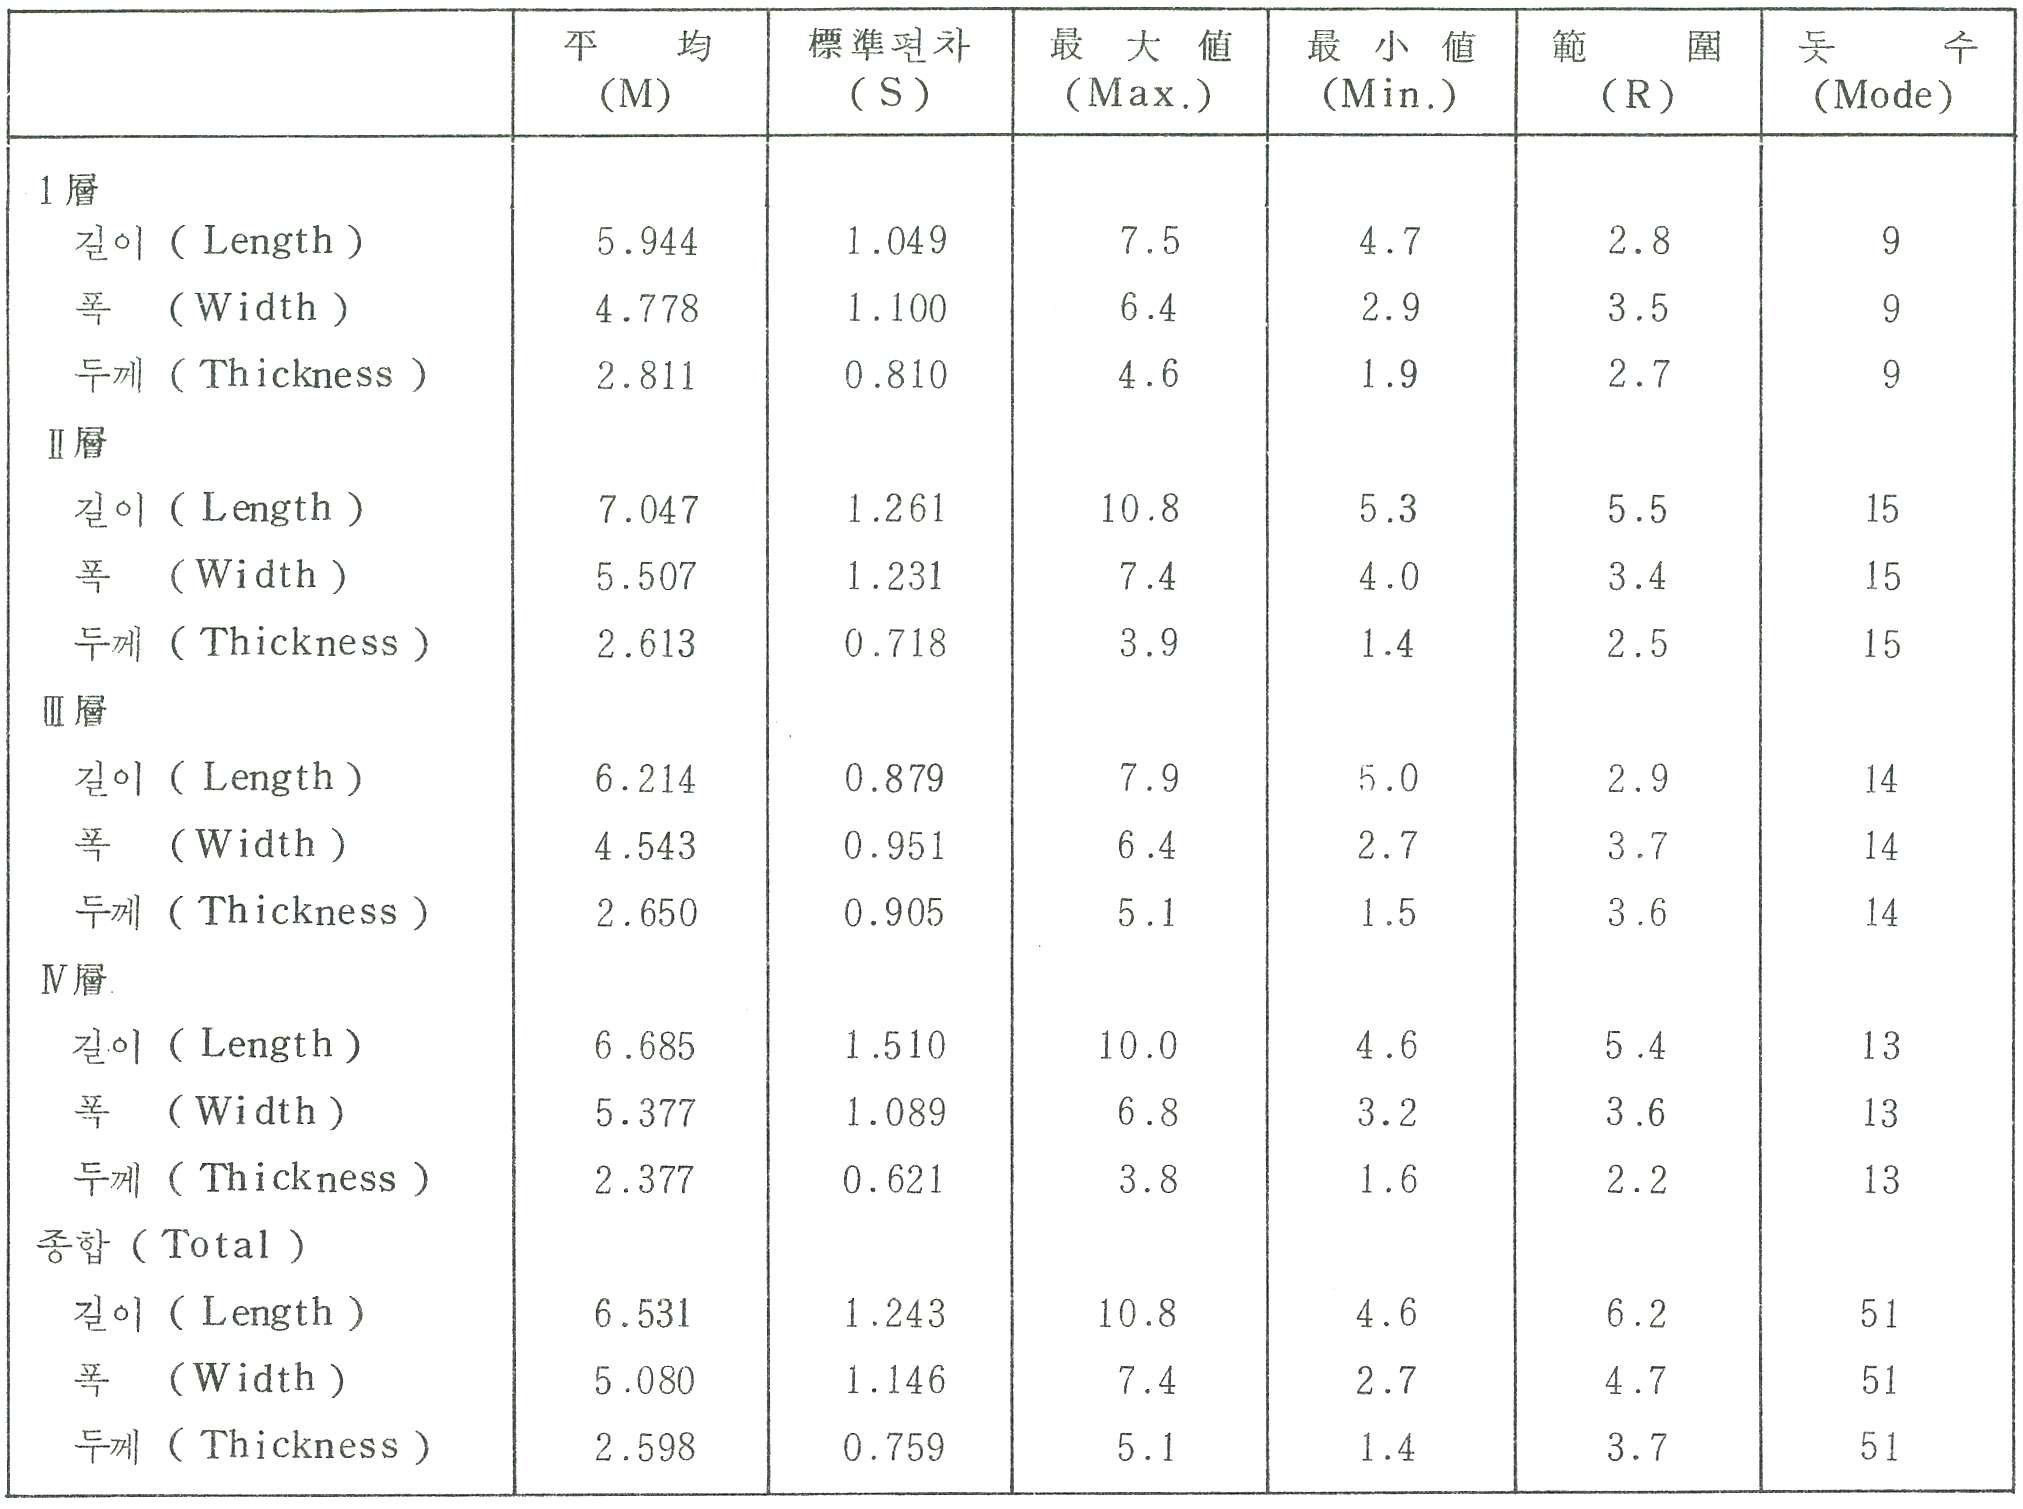 平 均 標準편차 最大値 最小値 範 圍 돗 수
(M) (S) (Max.) (Min.) (R) (Mode)
1層
길이 (Length) 5.944 1.049 7.5 4.7 2.8 9
폭 (Width) 4.778 1.100 6.4 2.9 3.5 9
두께 (Thickness) 2.811 0.810 4.6 1.9 2.7 9
Ⅱ層
길이 (Length) 7.047 1.261 10.8 5.3 5.5 15
폭 (Width) 5.507 1.231 7.4 4.0 3.4 15
두께 (Thickness) 2.613 0.718 3.9 1.4 2.5 15
Ⅲ層
길이 (Length) 6.214 0.879 7.9 5.0 2.9 14
폭 (Width) 4.543 0.951 6.4 2.7 3.7 14
두께 (Thickness) 2.650 0.905 5.1 1.5 3.6 14
Ⅳ層
길이 (Length) 6.685 1.510 10.0 4.6 5.4 13
폭 (Width) 5.377 1.089 6.8 3.2 3.6 13
두께 (Thickness) 2.377 0.621 3.8 1.6 2.2 13
종합 (Total)
길이 (Length) 6.531 1.243 10.8 4.6 6.2 51
폭 (Width) 5.080 1.146 7.4 2.7 4.7 51
두께 (Thickness) 2.598 0.759 5.1 1.4 3.7 51